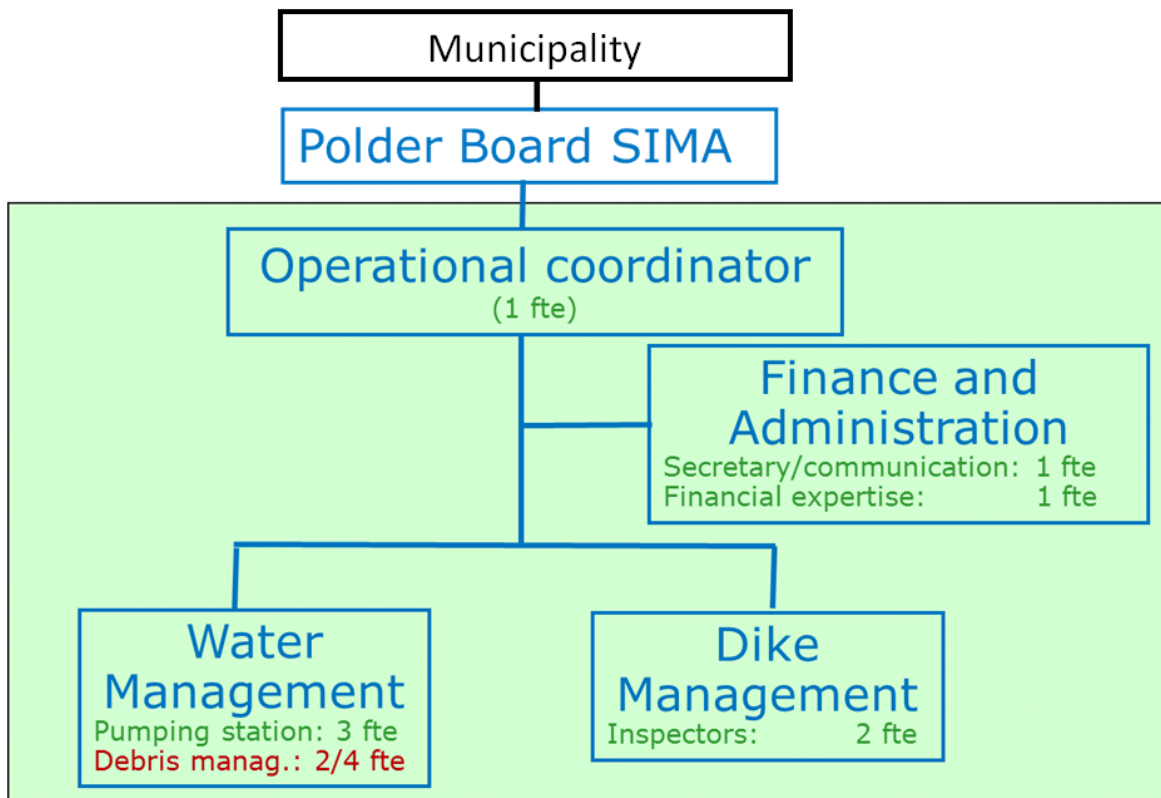 Municipality
Polder Board SIMA
Operational coordinator
(1 fte)
Finance and
Administration
Secretary/communication: 1 fte
Financial expertise: 1 fte
Water
Management
Pumping station: 3 fte
Debris manag.: 2/4 fte
Dike
Management
Inspectors: 2 fte